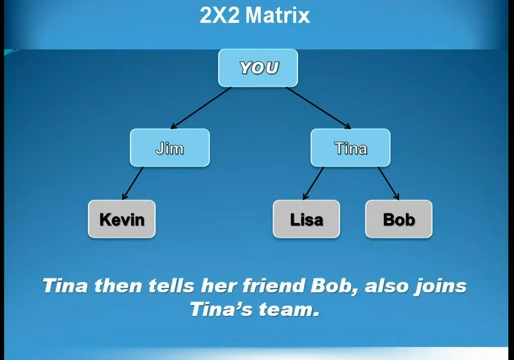 2X2 Matrix
YOU
Jim
Tina
Kevin
Lisa
Bob
Tina then tells her friend Bob, also joins
Tina's team.